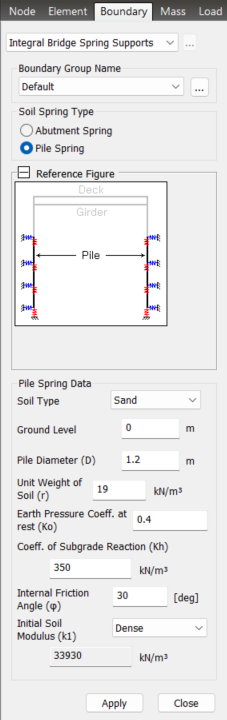 Node Element Boundary Mass Load
Integral Bridge Spring Supports ...
Boundary Group Name
Default ...
Soil Spring Type
Abutment Spring
Pile Spring
Reference Figure
Deck
Girder
Pile
Pile Spring Data
Soil Type Sand
Ground Level 0 m
Pile Diameter (D) 1.2 m
Unit Weight of
Soil (r) 19 kN/m³
Earth Pressure Coeff. at
rest (Ko) 0.4
Coeff. of Subgrade Reaction (Kh)
350 kN/m³
Internal Friction
Angle (φ) 30 [deg]
Initial Soil
Modulus (k1) Dense
33930 kN/m³
Apply Close